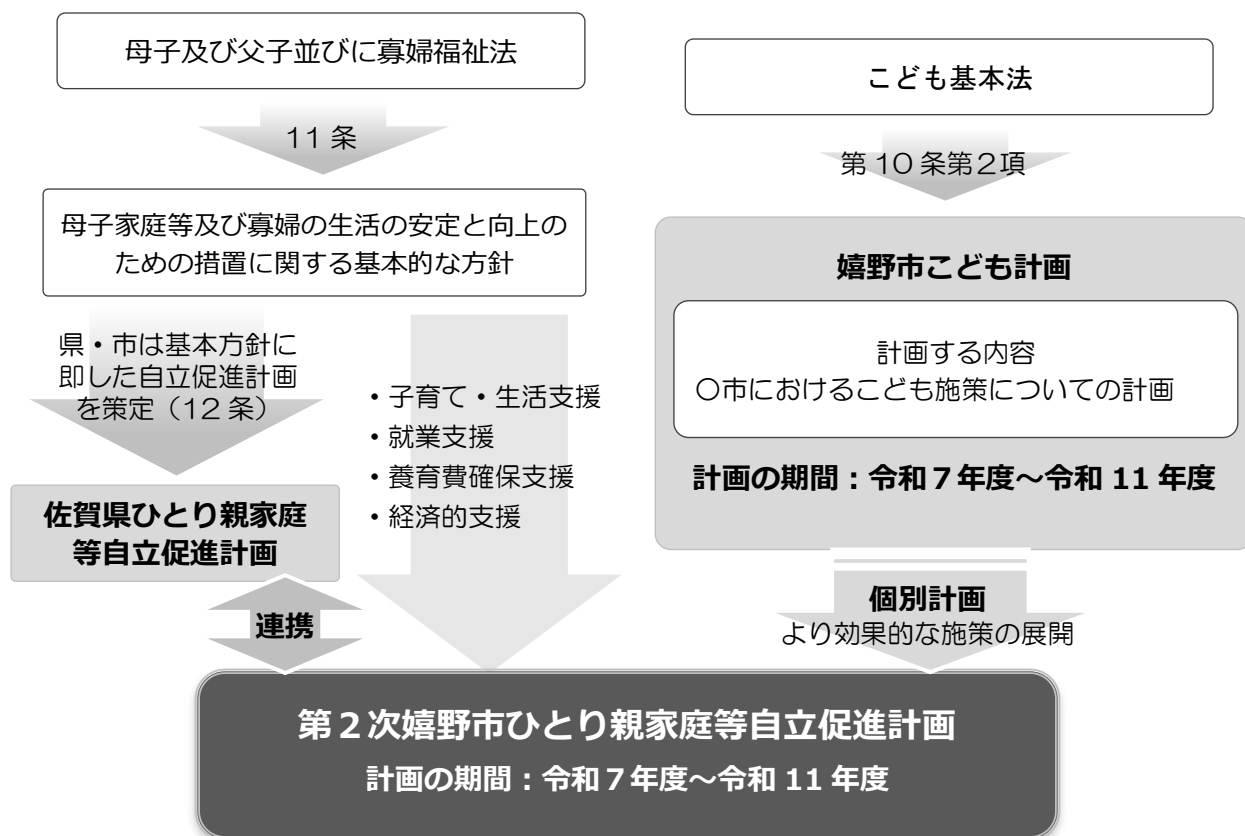 母子及び父子並びに寡婦福祉法
11 条
母子家庭等及び寡婦の生活の安定と向上の
ための措置に関する基本的な方針
県・市は基本方針に
即した自立促進計画
を策定（12 条）
・子育て・生活支援
・就業支援
・養育費確保支援
・経済的支援
佐賀県ひとり親家庭
等自立促進計画
連携
こども基本法
第 10 条第２項
嬉野市こども計画
計画する内容
〇市におけるこども施策についての計画
計画の期間：令和７年度～令和 11 年度
個別計画
より効果的な施策の展開
第２次嬉野市ひとり親家庭等自立促進計画
計画の期間：令和７年度～令和 11 年度